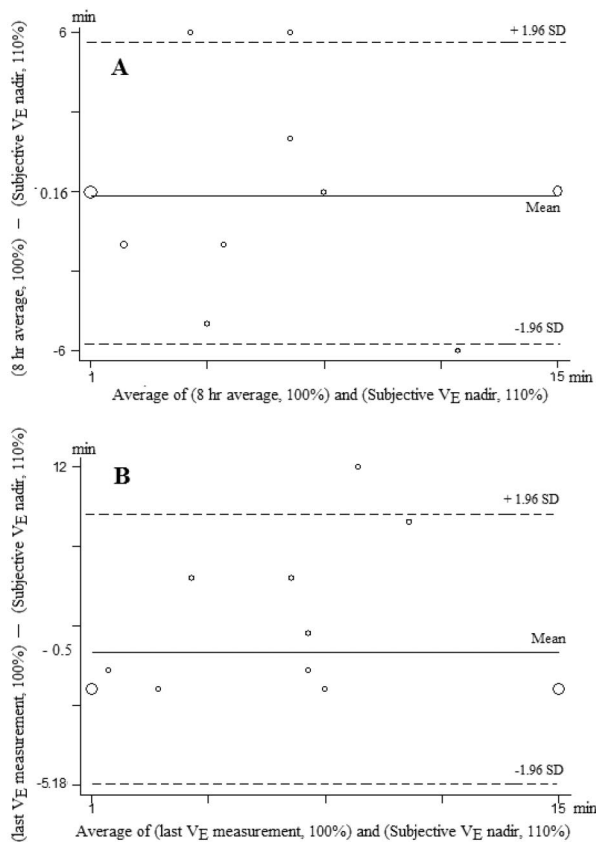 min
6
+ 1.96 SD
A
0.16
Mean
-1.96 SD
-6
1
15 min
Average of (8 hr average, 100%) and (Subjective VE nadir, 110%)
(8 hr average, 100%) — (Subjective VE nadir, 110%)
min
12
B
+ 1.96 SD
Mean
- 0.5
-1.96 SD
-5.18
1
15
min
Average of (last VE measurement, 100%) and (Subjective VE nadir, 110%)
(last VE measurement, 100%) — (Subjective VE nadir, 110%)